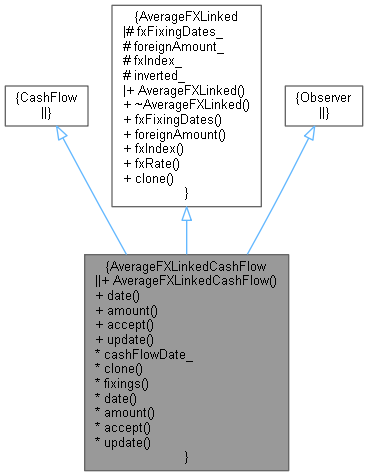 {AverageFXLinked
|# fxFixingDates_
# foreignAmount_
# fxIndex_
# inverted_
|+ AverageFXLinked()
+ ~AverageFXLinked()
+ fxFixingDates()
+ foreignAmount()
+ fxIndex()
+ fxRate()
+ clone()
}
{CashFlow
||}
{Observer
||}
{AverageFXLinkedCashFlow
||+ AverageFXLinkedCashFlow()
+ date()
+ amount()
+ accept()
+ update()
* cashFlowDate_
* clone()
* fixings()
* date()
* amount()
* accept()
* update()
}